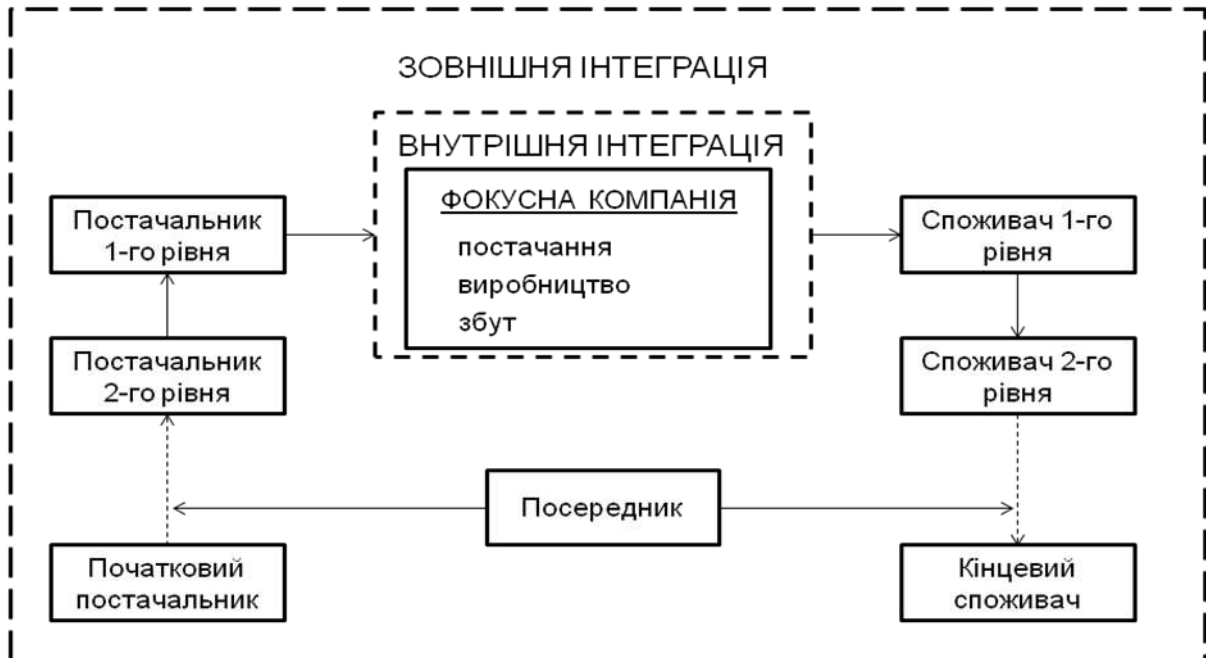 ЗОВНІШНЯ ІНТЕГРАЦІЯ
ВНУТРІШНЯ ІНТЕГРАЦІЯ
ФОКУСНА КОМПАНІЯ
постачання
виробництво
збут
Постачальник
1-го рівня
Споживач 1-го
рівня
Постачальник
2-го рівня
Споживач 2-го
рівня
Посередник
Початковий
постачальник
Кінцевий
споживач